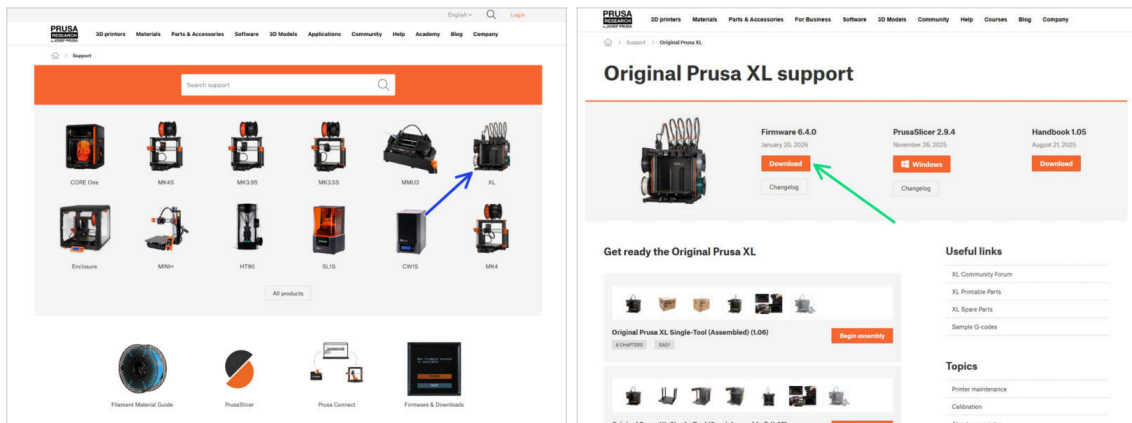 English
Login
PRUSA
RESEARCH
by JOSEF PRUSA
3D printers Materials Parts & Accessories Software 3D Models Applications Community Help Academy Blog Company
Support
Search support
CORE One MK4S MK3.9S MK3.5S MMU3 XL
Enclosure MINI+ HT90 SL1S CW1S MK4
All products
Filament Material Guide PrusaSlicer Prusa Connect Firmware & Downloads
PRUSA
RESEARCH
by JOSEF PRUSA
3D printers Materials Parts & Accessories For Business Software 3D Models Community Help Courses Blog Company
Support Original Prusa XL
Original Prusa XL support
Firmware 6.4.0
January 20, 2026
Download
Changelog
PrusaSlicer 2.9.4
November 26, 2025
Windows
Changelog
Handbook 1.05
August 21, 2025
Download
Get ready the Original Prusa XL
Original Prusa XL Single-Tool (Assembled) (1.06)
6 CHAPTERS EASY
Begin assembly
Useful links
XL Community Forum
XL Printable Parts
XL Spare Parts
Sample G-codes
Topics
Printer maintenance
Calibration